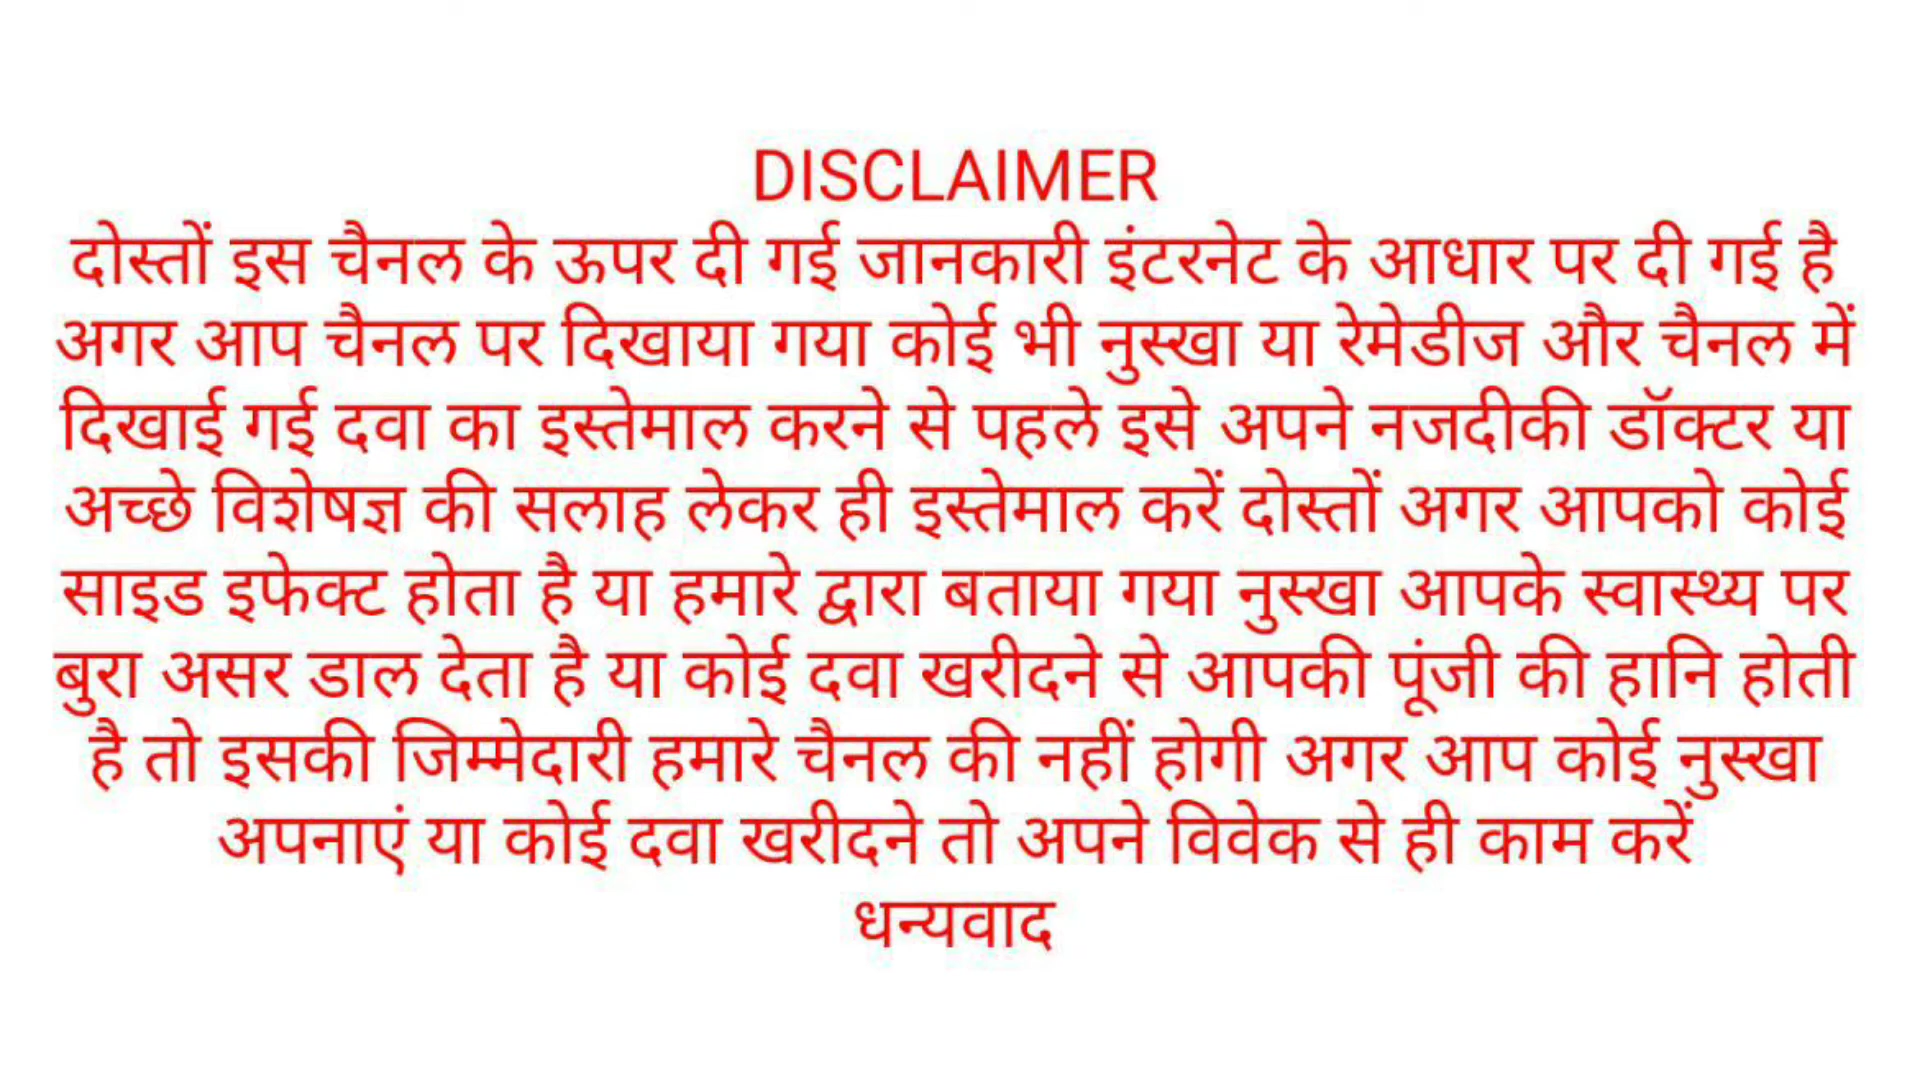 DISCLAIMER
दोस्तों इस चैनल के ऊपर दी गई जानकारी इंटरनेट के आधार पर दी गई है
अगर आप चैनल पर दिखाया गया कोई भी नुस्खा या रेमेडीज और चैनल में
दिखाई गई दवा का इस्तेमाल करने से पहले इसे अपने नजदीकी डॉक्टर या
अच्छे विशेषज्ञ की सलाह लेकर ही इस्तेमाल करें दोस्तों अगर आपको कोई
साइड इफेक्ट होता है या हमारे द्वारा बताया गया नुस्खा आपके स्वास्थ्य पर
बुरा असर डाल देता है या कोई दवा खरीदने से आपकी पूंजी की हानि होती
है तो इसकी जिम्मेदारी हमारे चैनल की नहीं होगी अगर आप कोई नुस्खा
अपनाएं या कोई दवा खरीदने तो अपने विवेक से ही काम करें
धन्यवाद